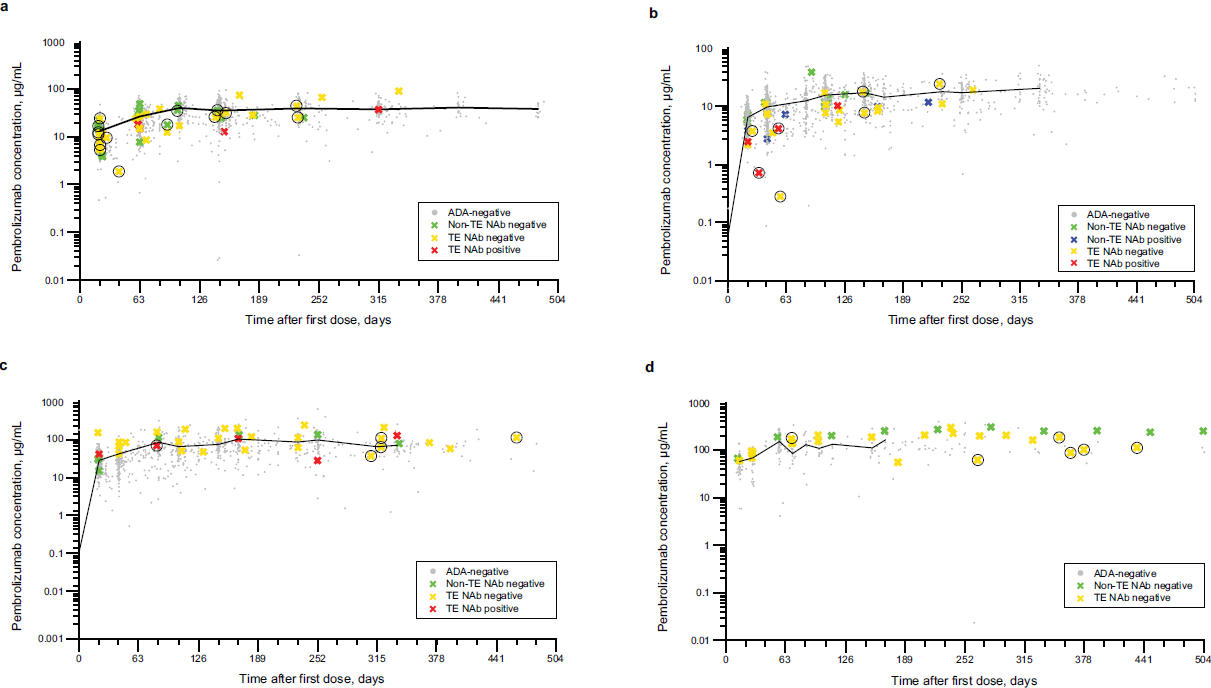 a
1000
100
10
1
0.1
0.01
Pembrolizumab concentration, µg/mL
0 63 126 189 252 315 378 441 504
Time after first dose, days
ADA-negative
Non-TE NAb negative
TE NAb negative
TE NAb positive
b
100
10
1
0.1
0.01
Pembrolizumab concentration, µg/mL
0 63 126 189 252 315 378 441 504
Time after first dose, days
ADA-negative
Non-TE NAb negative
Non-TE NAb positive
TE NAb negative
TE NAb positive
c
1000
100
10
1
0.1
0.01
0.001
Pembrolizumab concentration, µg/mL
0 63 126 189 252 315 378 441 504
Time after first dose, days
ADA-negative
Non-TE NAb negative
TE NAb negative
TE NAb positive
d
1000
100
10
1
0.1
0.01
Pembrolizumab concentration, µg/mL
0 63 126 189 252 315 378 441 504
Time after first dose, days
ADA-negative
Non-TE NAb negative
TE NAb negative